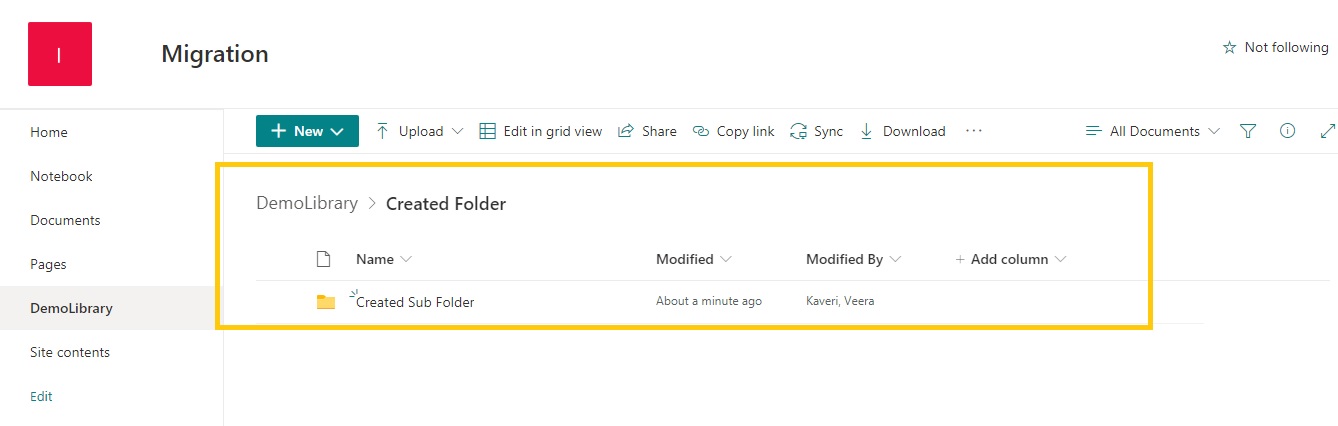 I
Migration
Not following
Home
Notebook
Documents
Pages
DemoLibrary
Site contents
Edit
+ New Upload Edit in grid view Share Copy link Sync Download ... All Documents
DemoLibrary > Created Folder
Name Modified Modified By + Add column
Created Sub Folder About a minute ago Kaveri, Veera